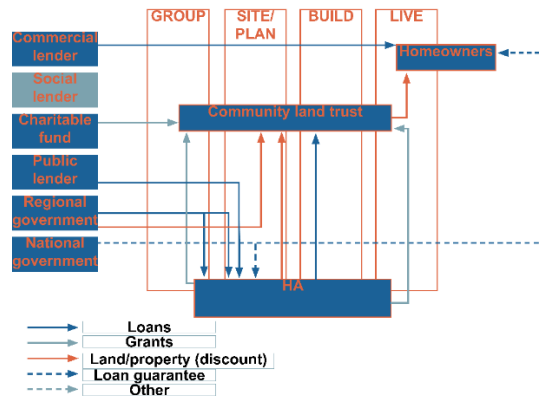 GROUP
SITE/
PLAN
BUILD
LIVE
Commercial
lender
Homeowners
Social
lender
Community land trust
Charitable
fund
Public
lender
Regional
government
National
government
HA
Loans
Grants
Land/property (discount)
Loan guarantee
Other